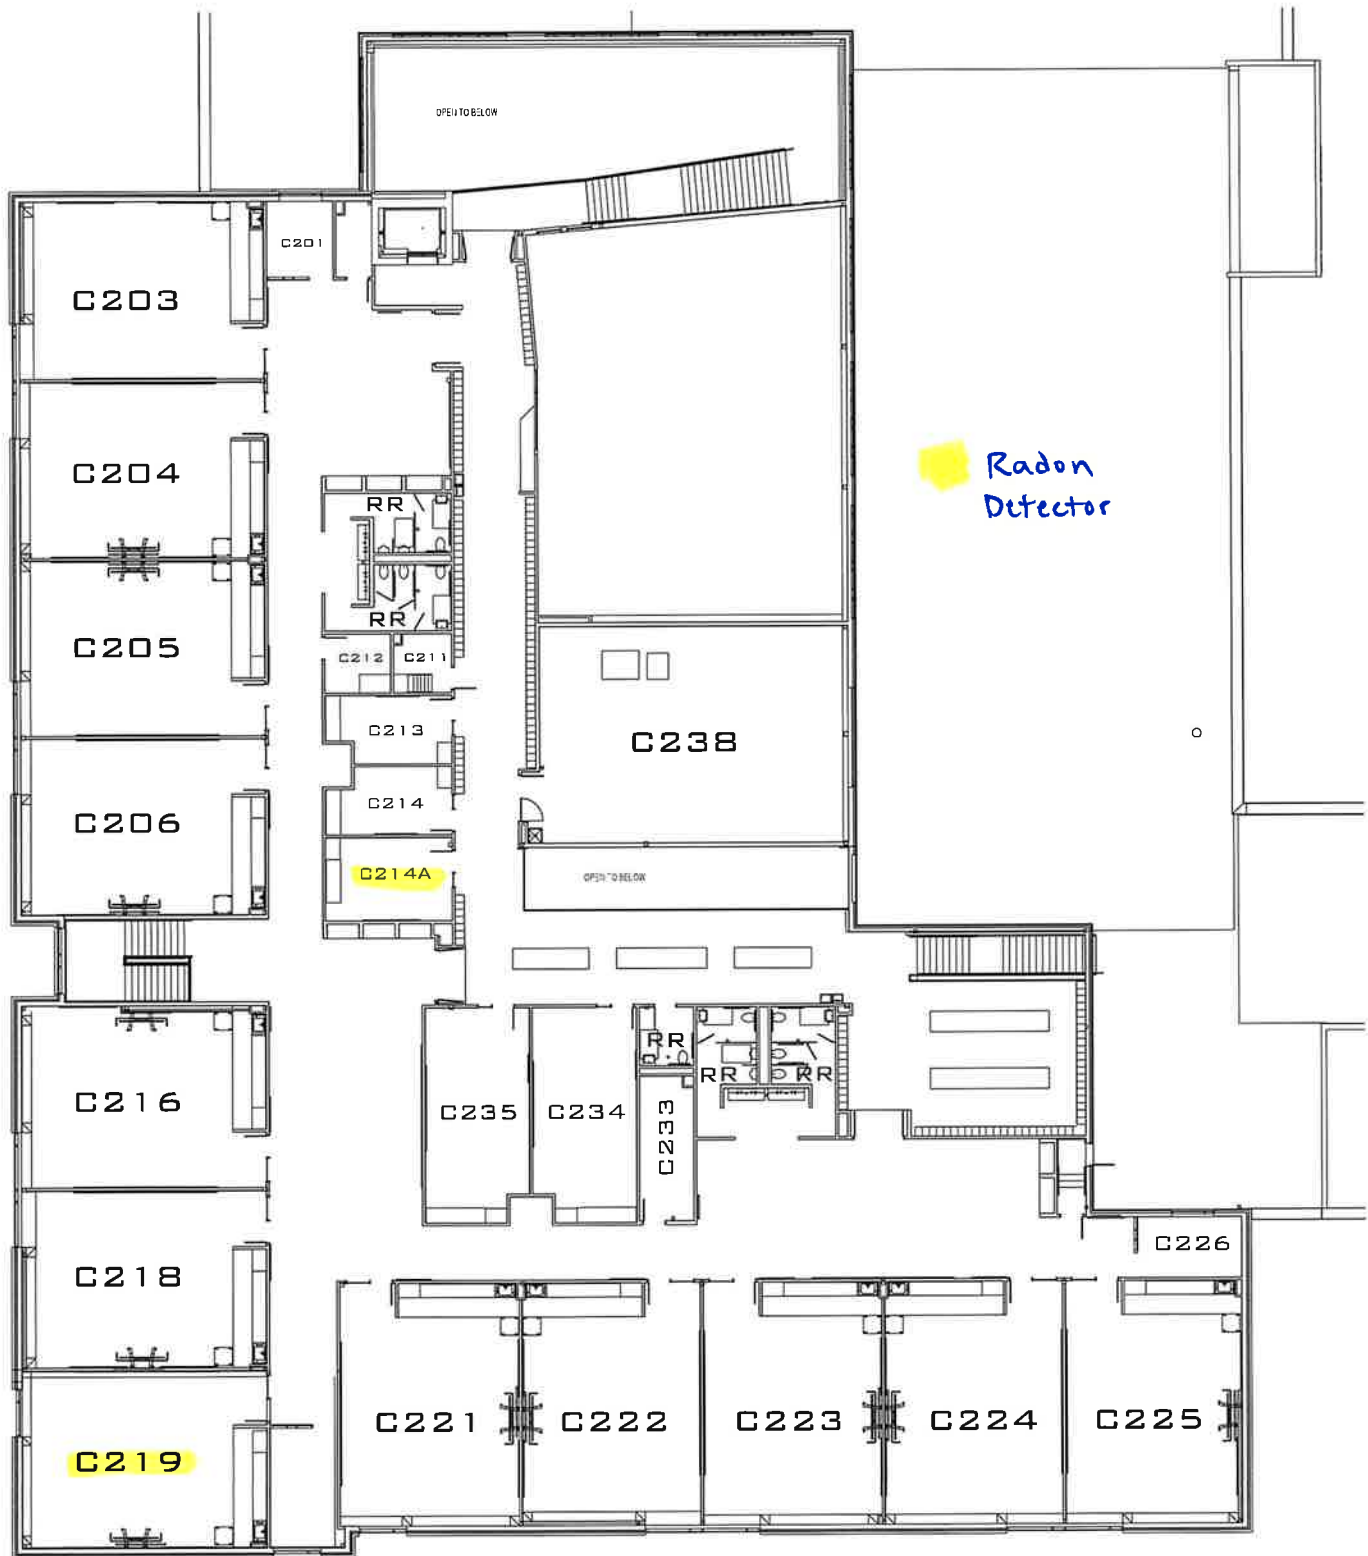 OPEN TO BELOW
C201
C203
C204
Radon
Detector
RR
C205
RR
C212
C211
C213
C238
C214
C206
C214A
OPEN TO BELOW
C216
RR
RR
RR
C235
C234
C233
C226
C218
C221
C222
C223
C224
C225
C219